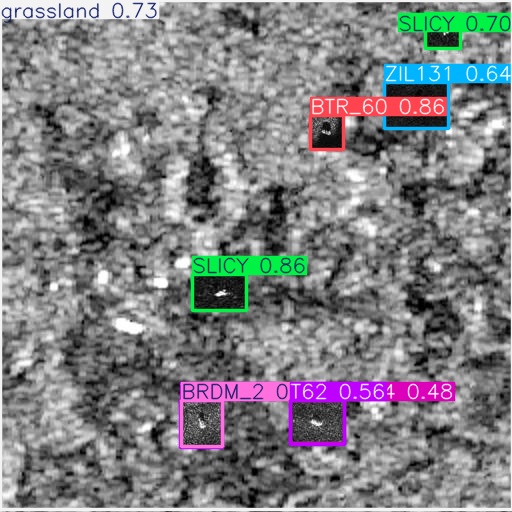 grassland 0.73
SLICY 0.70
ZIL131 0.64
BTR_60 0.86
SLICY 0.86
BRDM_2 0
T62 0.56
4 0.48